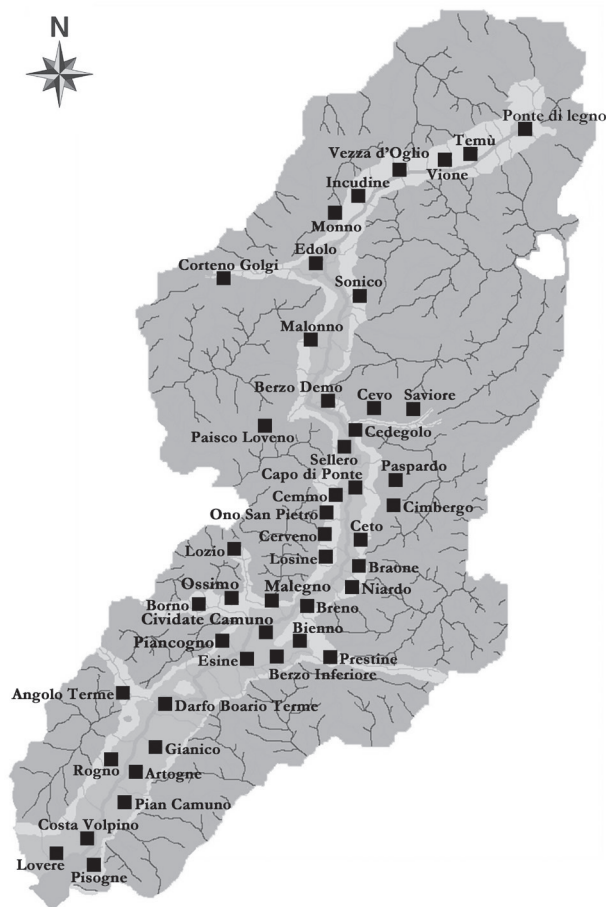 N
Ponte di legno
Temù
Vezza d'Oglio
Vione
Incudine
Monno
Edolo
Corteno Golgi
Sonico
Malonno
Berzo Demo
Cevo
Saviore
Paisco Loveno
Cedegolo
Sellero
Capo di Ponte
Paspardo
Cemmo
Cimbergo
Ono San Pietro
Ceto
Cerveno
Lozio
Losine
Braone
Ossimo
Malegno
Niardo
Borno
Breno
Cividate Camuno
Bienno
Piancogno
Esine
Prestine
Berzo Inferiore
Angolo Terme
Darfo Boario Terme
Gianico
Rogno
Artogne
Pian Camuno
Costa Volpino
Lovere
Pisogne